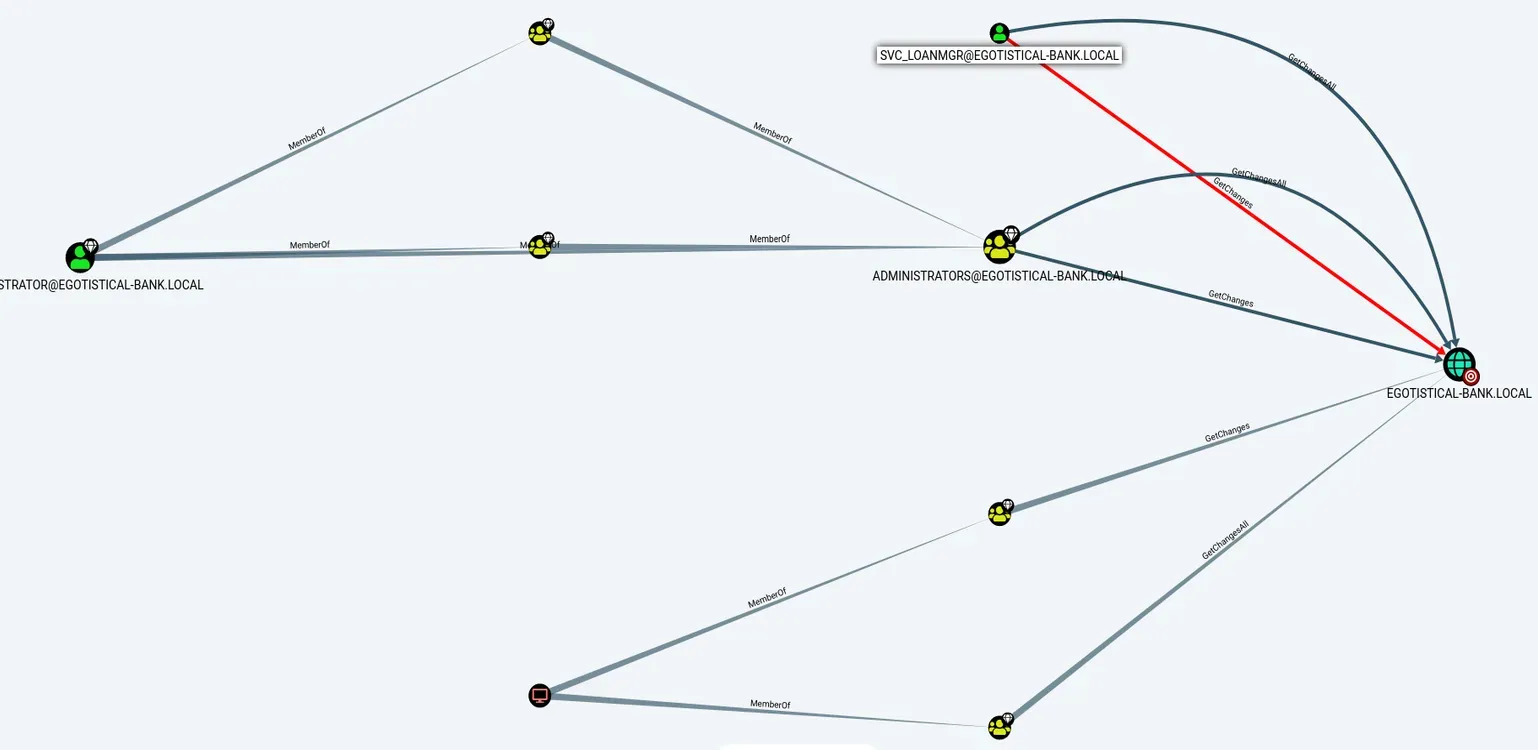 SVC_LOANMGR@EGOTISTICAL-BANK.LOCAL
GetChangesAll
MemberOf
MemberOf
GetChangesAll
GetChanges
MemberOf
MemberOf
MemberOf
STRATOR@EGOTISTICAL-BANK.LOCAL
ADMINISTRATORS@EGOTISTICAL-BANK.LOCAL
GetChanges
EGOTISTICAL-BANK.LOCAL
GetChanges
GetChangesAll
MemberOf
MemberOf